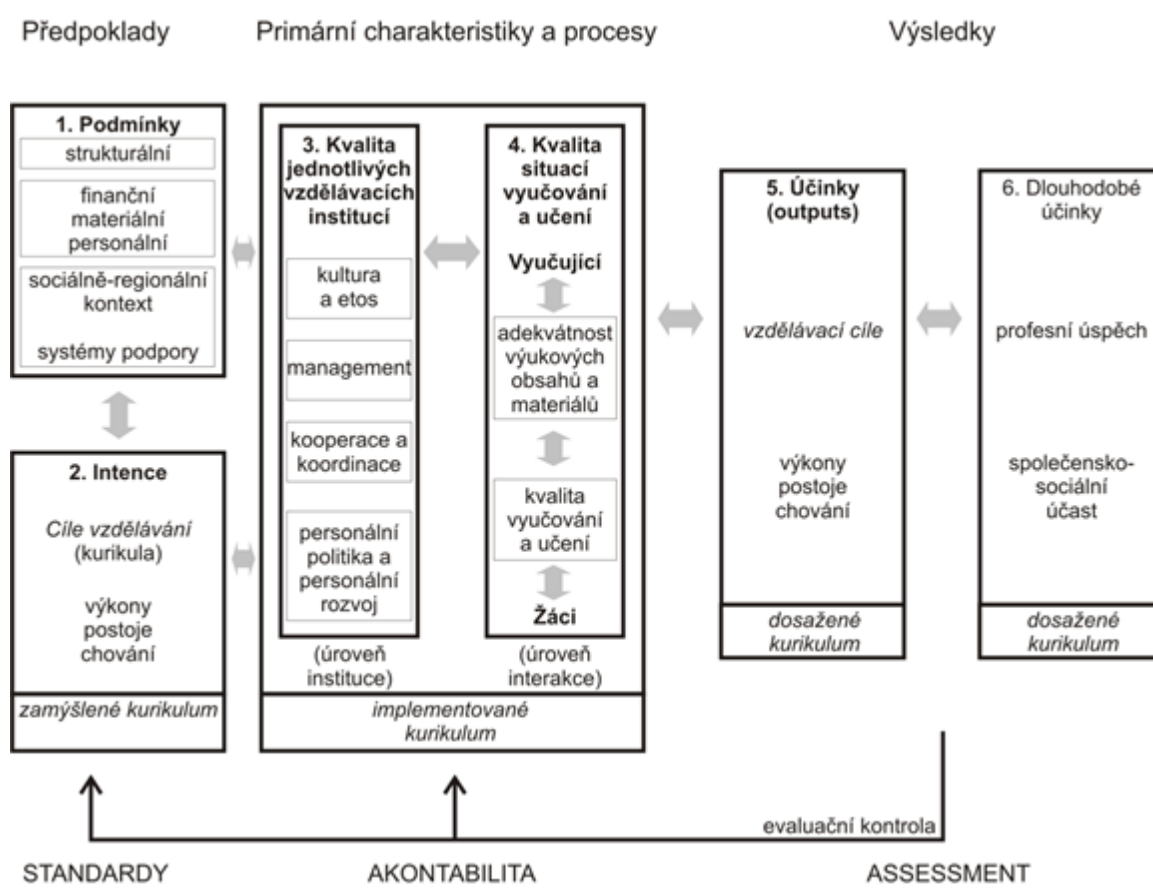 Předpoklady
Primární charakteristiky a procesy
Výsledky
1. Podmínky
strukturální
finanční
materiální
personální
sociálně-regionální
kontext
systémy podpory
2. Intence
Cíle vzdělávání
(kurikula)
výkony
postoje
chování
zamýšlené kurikulum
3. Kvalita
jednotlivých
vzdělávacích
institucí
kultura
a etos
management
kooperace a
koordinace
personální
politika a
personální
rozvoj
(úroveň
instituce)
4. Kvalita
situací
vyučování
a učení
Vyučující
adekvátnost
výukových
obsahů a
materiálů
kvalita
vyučování
a učení
Žáci
(úroveň
interakce)
implementované
kurikulum
5. Účinky
(outputs)
vzdělávací cíle
výkony
postoje
chování
dosažené
kurikulum
6. Dlouhodobé
účinky
profesní úspěch
společensko-
sociální
účast
dosažené
kurikulum
evaluační kontrola
STANDARDY
AKONTABILITA
ASSESSMENT